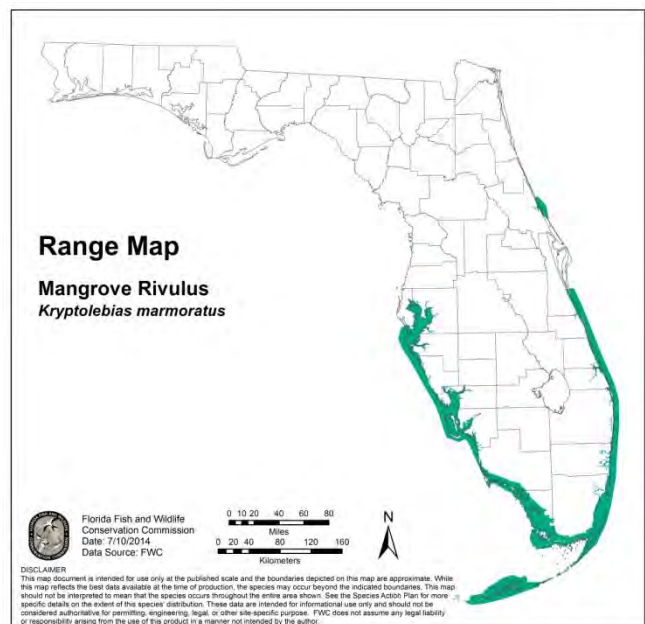 Range Map
Mangrove Rivulus
Kryptolebias marmoratus
Florida Fish and Wildlife
Conservation Commission
Date: 7/10/2014
Data Source: FWC
0 10 20 40 60 80
Miles
0 20 40 80 120 160
Kilometers
N
DISCLAIMER
This map document is intended for use only at the published scale and the boundaries depicted on this map are approximate. While
this map reflects the best data available at the time of production, the species may occur beyond the indicated boundaries. This map
should not be interpreted to mean that the species occurs throughout the entire area shown. See the Species Action Plan for more
specific details on the extent of this species' distribution. These data are intended for informational use only and should not be
considered authoritative for permitting, engineering, legal, or other site-specific purpose. FWC does not assume any legal liability
or responsibility arising from the use of this product in a manner not intended by the author.